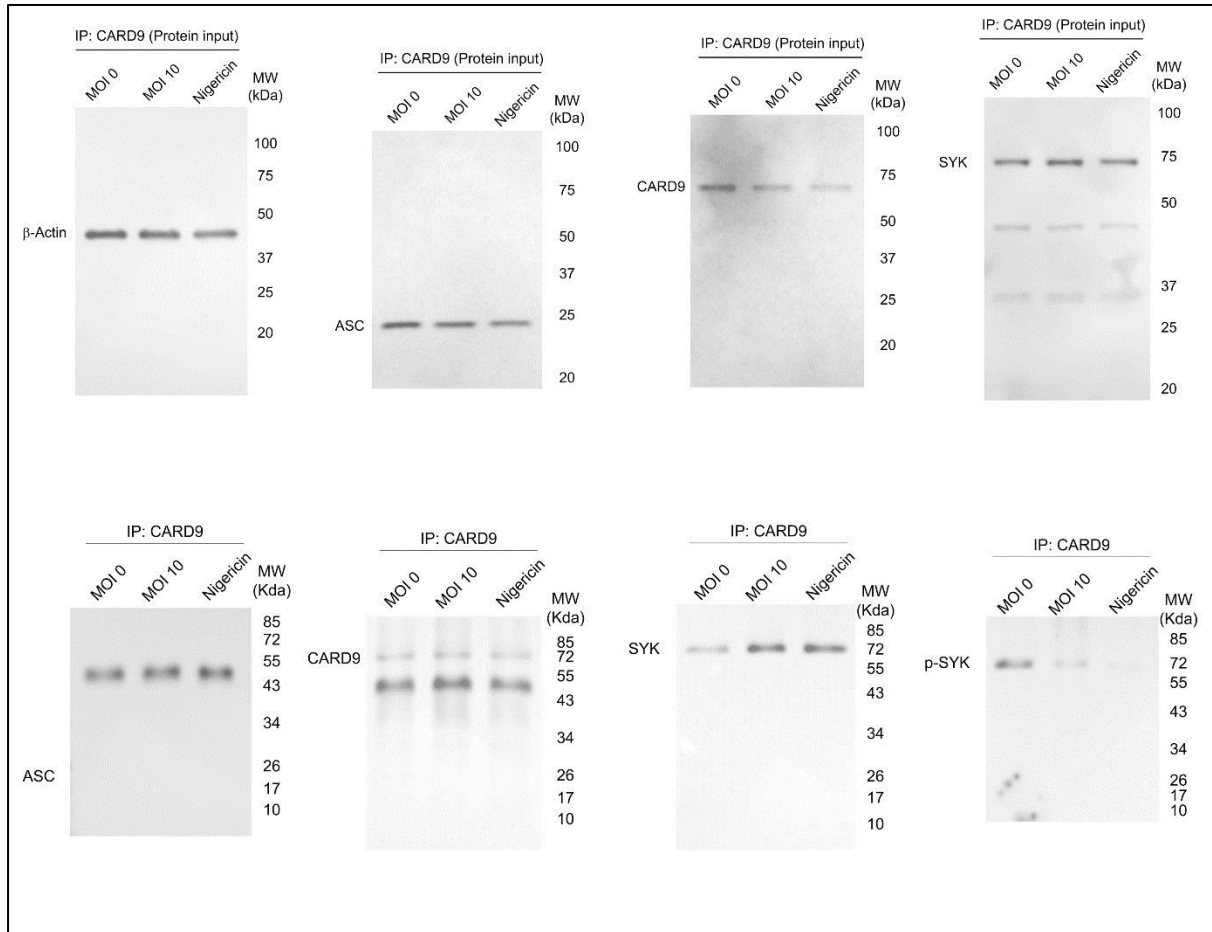 IP: CARD9 (Protein input)
MOI 0 MOI 10 Nigericin
MW
(kDa)
100
75
50
β-Actin
37
25
20
IP: CARD9 (Protein input)
MOI 0 MOI 10 Nigericin
MW
(kDa)
100
75
50
37
25
ASC
20
IP: CARD9 (Protein input)
MOI 0 MOI 10 Nigericin
MW
(kDa)
100
75
CARD9
50
37
25
20
IP: CARD9 (Protein input)
MOI 0 MOI 10 Nigericin
MW
(kDa)
100
SYK
75
50
37
25
20
IP: CARD9
MOI 0 MOI 10 Nigericin
MW
(Kda)
85
72
55
43
34
26
ASC
17
10
IP: CARD9
MOI 0 MOI 10 Nigericin
MW
(Kda)
85
CARD9
72
55
43
34
26
17
10
IP: CARD9
MOI 0 MOI 10 Nigericin
MW
(Kda)
85
SYK
72
55
43
34
26
17
10
IP: CARD9
MOI 0 MOI 10 Nigericin
MW
(Kda)
85
p-SYK
72
55
43
34
26
17
10